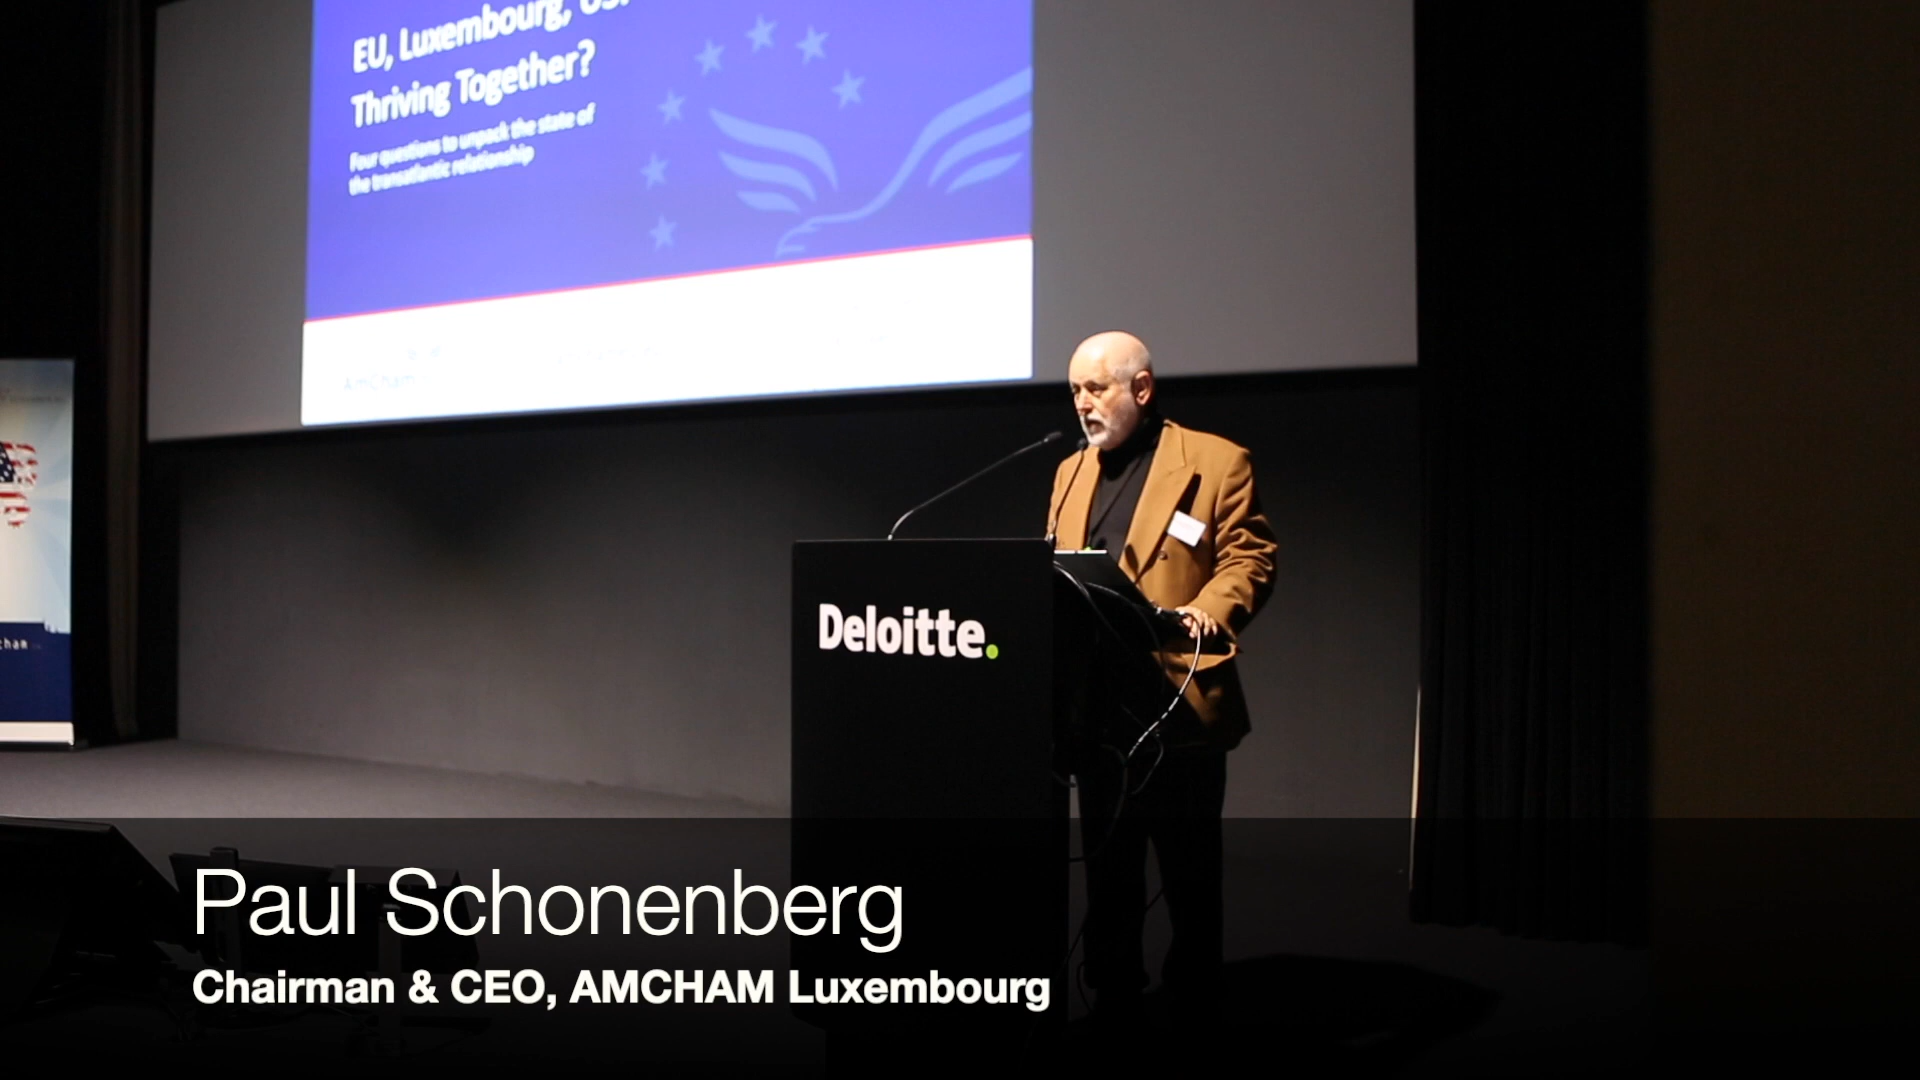 EU, Luxembourg,
Thriving Together?
Four questions to unpack the state of
the transatlantic relationship
AmCham
Deloitte.
Paul Schonenberg
Chairman & CEO, AMCHAM Luxembourg